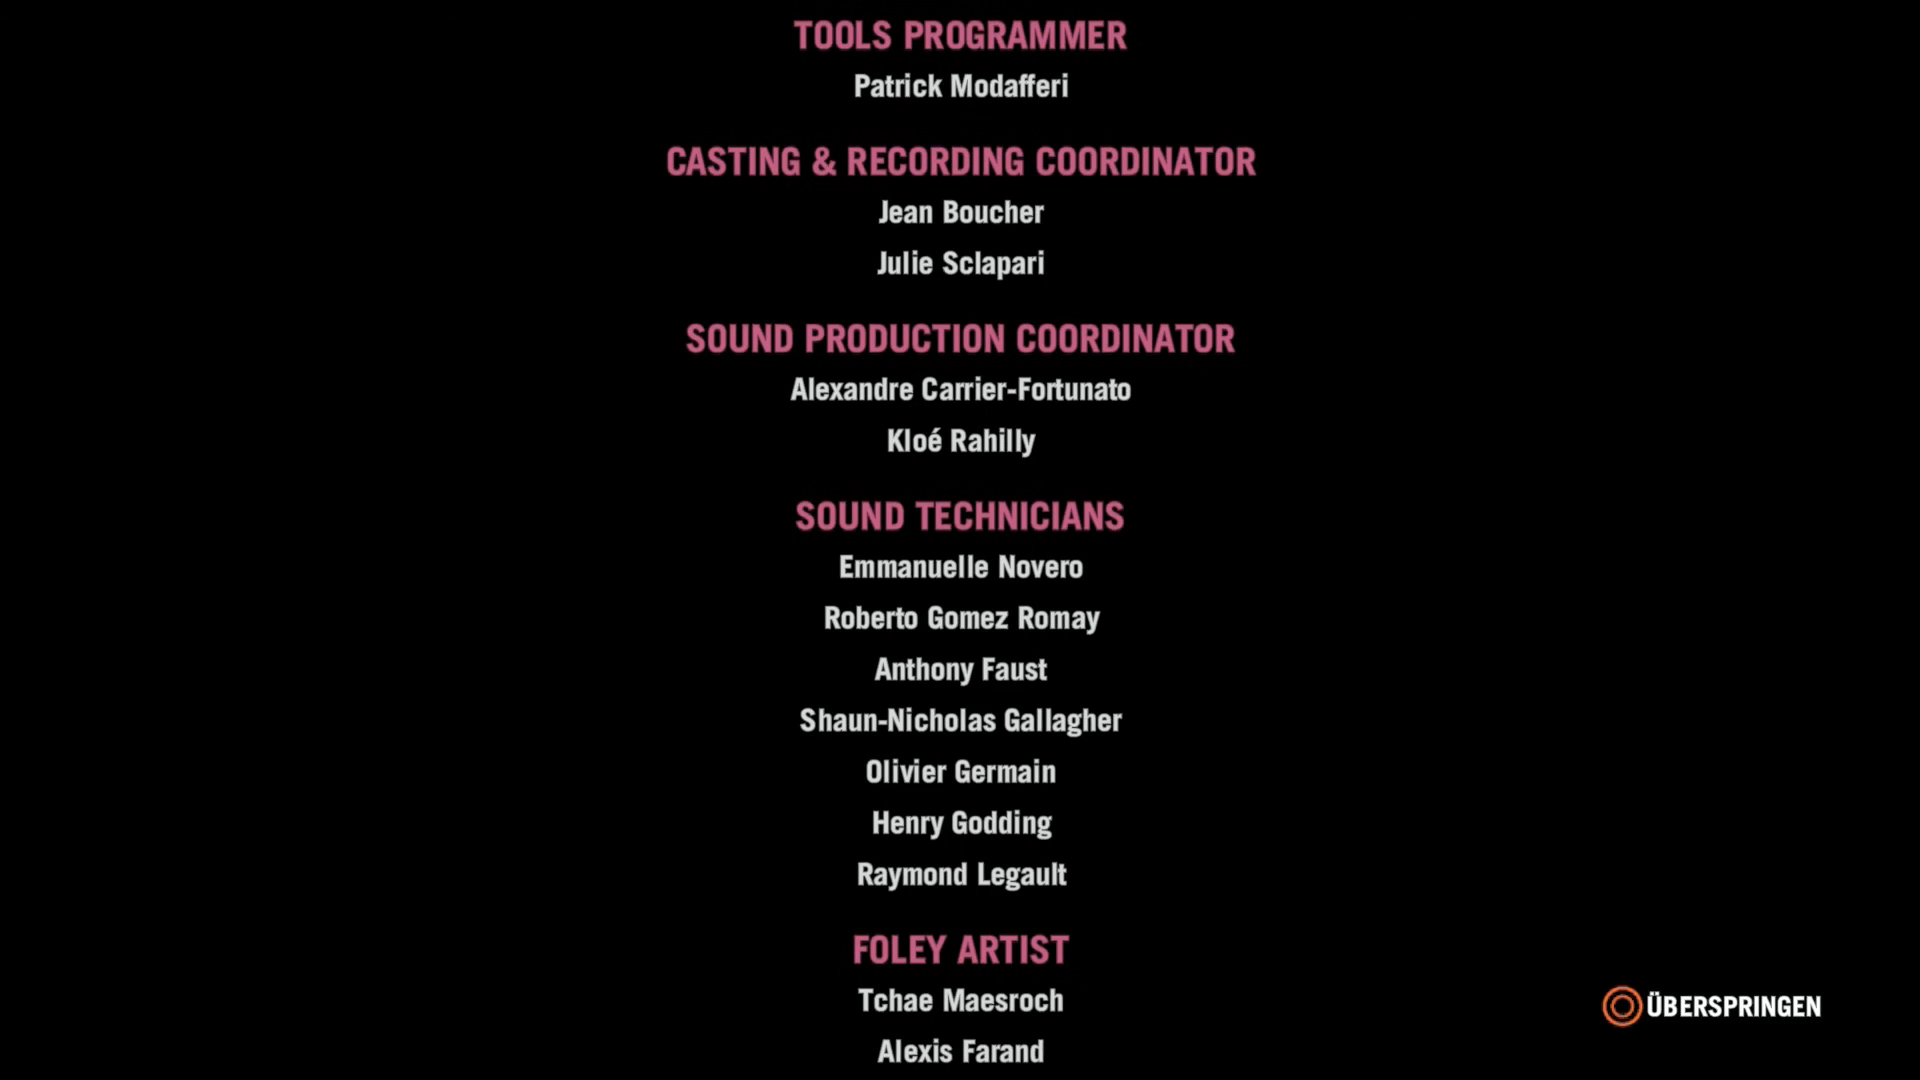 TOOLS PROGRAMMER
Patrick Modafferi
CASTING & RECORDING COORDINATOR
Jean Boucher
Julie Sclapari
SOUND PRODUCTION COORDINATOR
Alexandre Carrier-Fortunato
Kloé Rahilly
SOUND TECHNICIANS
Emmanuelle Novero
Roberto Gomez Romay
Anthony Faust
Shaun-Nicholas Gallagher
Olivier Germain
Henry Godding
Raymond Legault
FOLEY ARTIST
Tchae Maesroch
ÜBERSPRINGEN
Alexis Farand